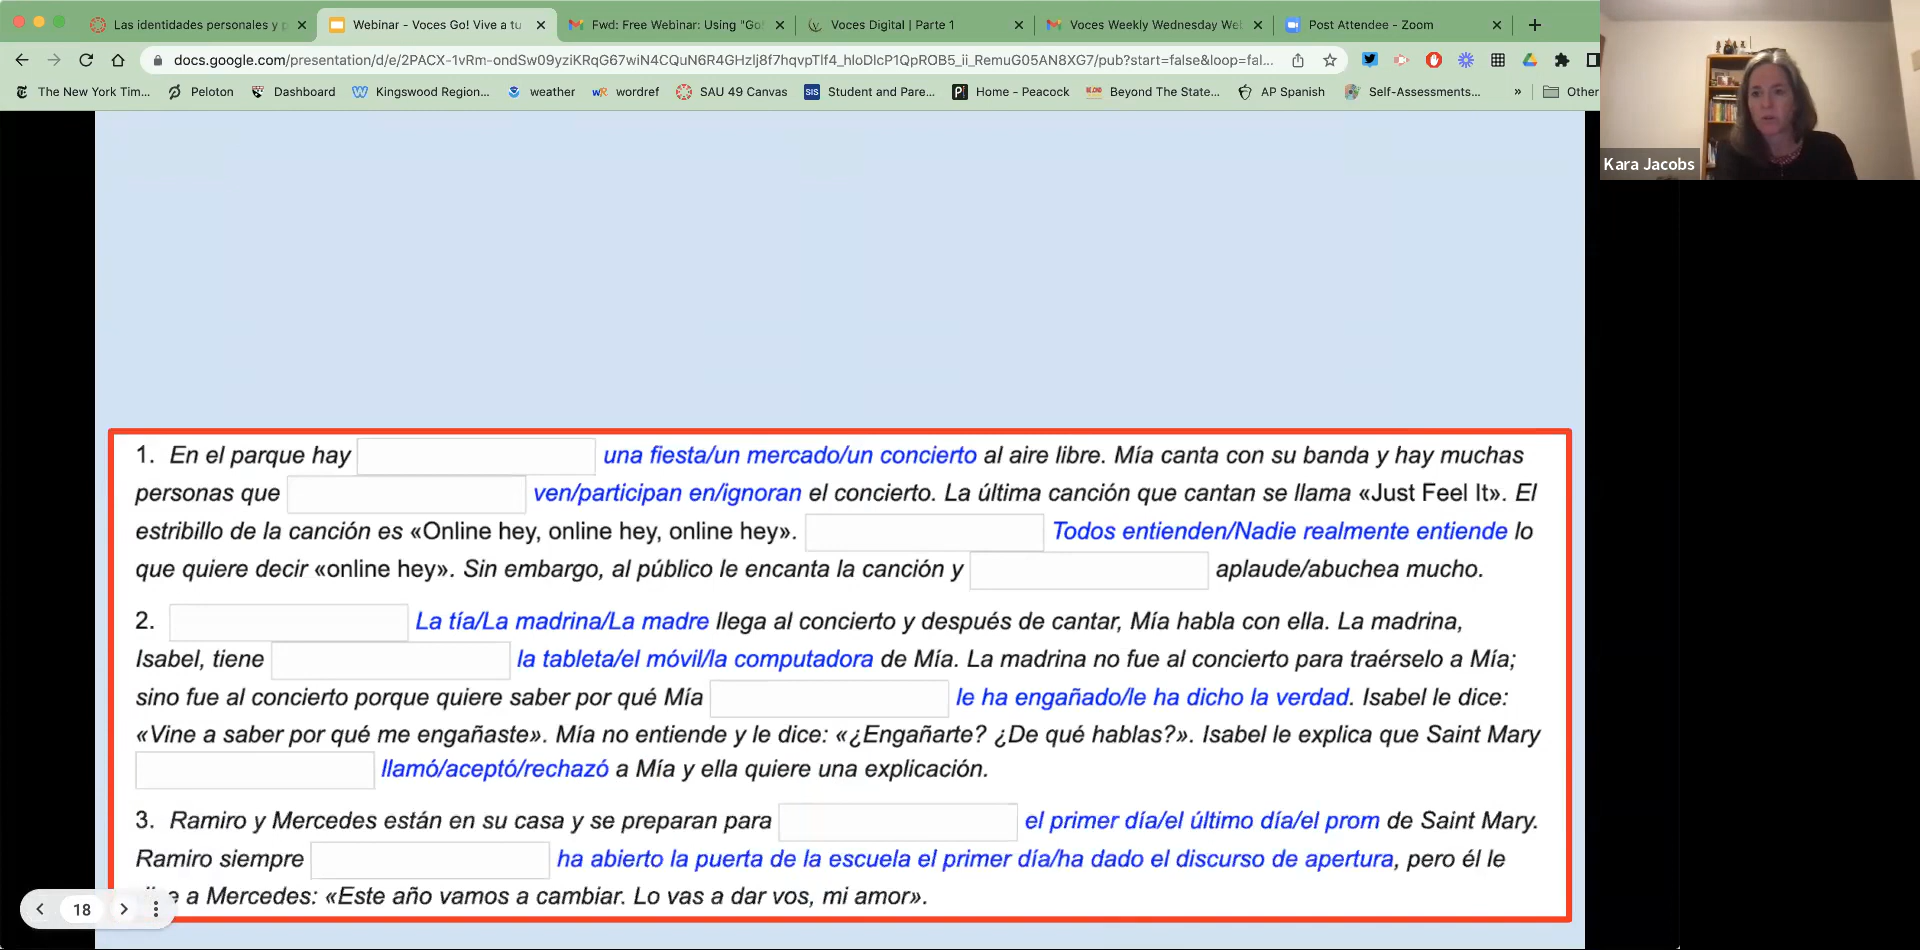 Las identidades personales y p
Webinar - Voces Go! Vive a tu
Fwd: Free Webinar: Using "Go!
Voces Digital | Parte 1
Voces Weekly Wednesday We
Post Attendee - Zoom
docs.google.com/presentation/d/e/2PACX-1vRm-ondSw09yziKRqG67wiN4CQuN6R4GHzlj8f7hqvpTlf4_hloDlcP1QpROB5_ii_RemuG05AN8XG7/pub?start=false&loop=fal...
The New York Tim...
Peloton
Dashboard
Kingswood Region...
weather
wordref
SAU 49 Canvas
Student and Pare...
Home - Peacock
Beyond The State...
AP Spanish
Self-Assessments...
»
Other
Kara Jacobs
1. En el parque hay una fiesta/un mercado/un concierto al aire libre. Mía canta con su banda y hay muchas
personas que ven/participan en/ignoran el concierto. La última canción que cantan se llama «Just Feel It». El
estribillo de la canción es «Online hey, online hey, online hey». Todos entienden/Nadie realmente entiende lo
que quiere decir «online hey». Sin embargo, al público le encanta la canción y aplaude/abuchea mucho.
2. La tía/La madrina/La madre llega al concierto y después de cantar, Mía habla con ella. La madrina,
Isabel, tiene la tableta/el móvil/la computadora de Mía. La madrina no fue al concierto para traérselo a Mía;
sino fue al concierto porque quiere saber por qué Mía le ha engañado/le ha dicho la verdad. Isabel le dice:
«Vine a saber por qué me engañaste». Mía no entiende y le dice: «¿Engañarte? ¿De qué hablas?». Isabel le explica que Saint Mary
llamó/aceptó/rechazó a Mía y ella quiere una explicación.
3. Ramiro y Mercedes están en su casa y se preparan para el primer día/el último día/el prom de Saint Mary.
Ramiro siempre ha abierto la puerta de la escuela el primer día/ha dado el discurso de apertura, pero él le
a Mercedes: «Este año vamos a cambiar. Lo vas a dar vos, mi amor».
18